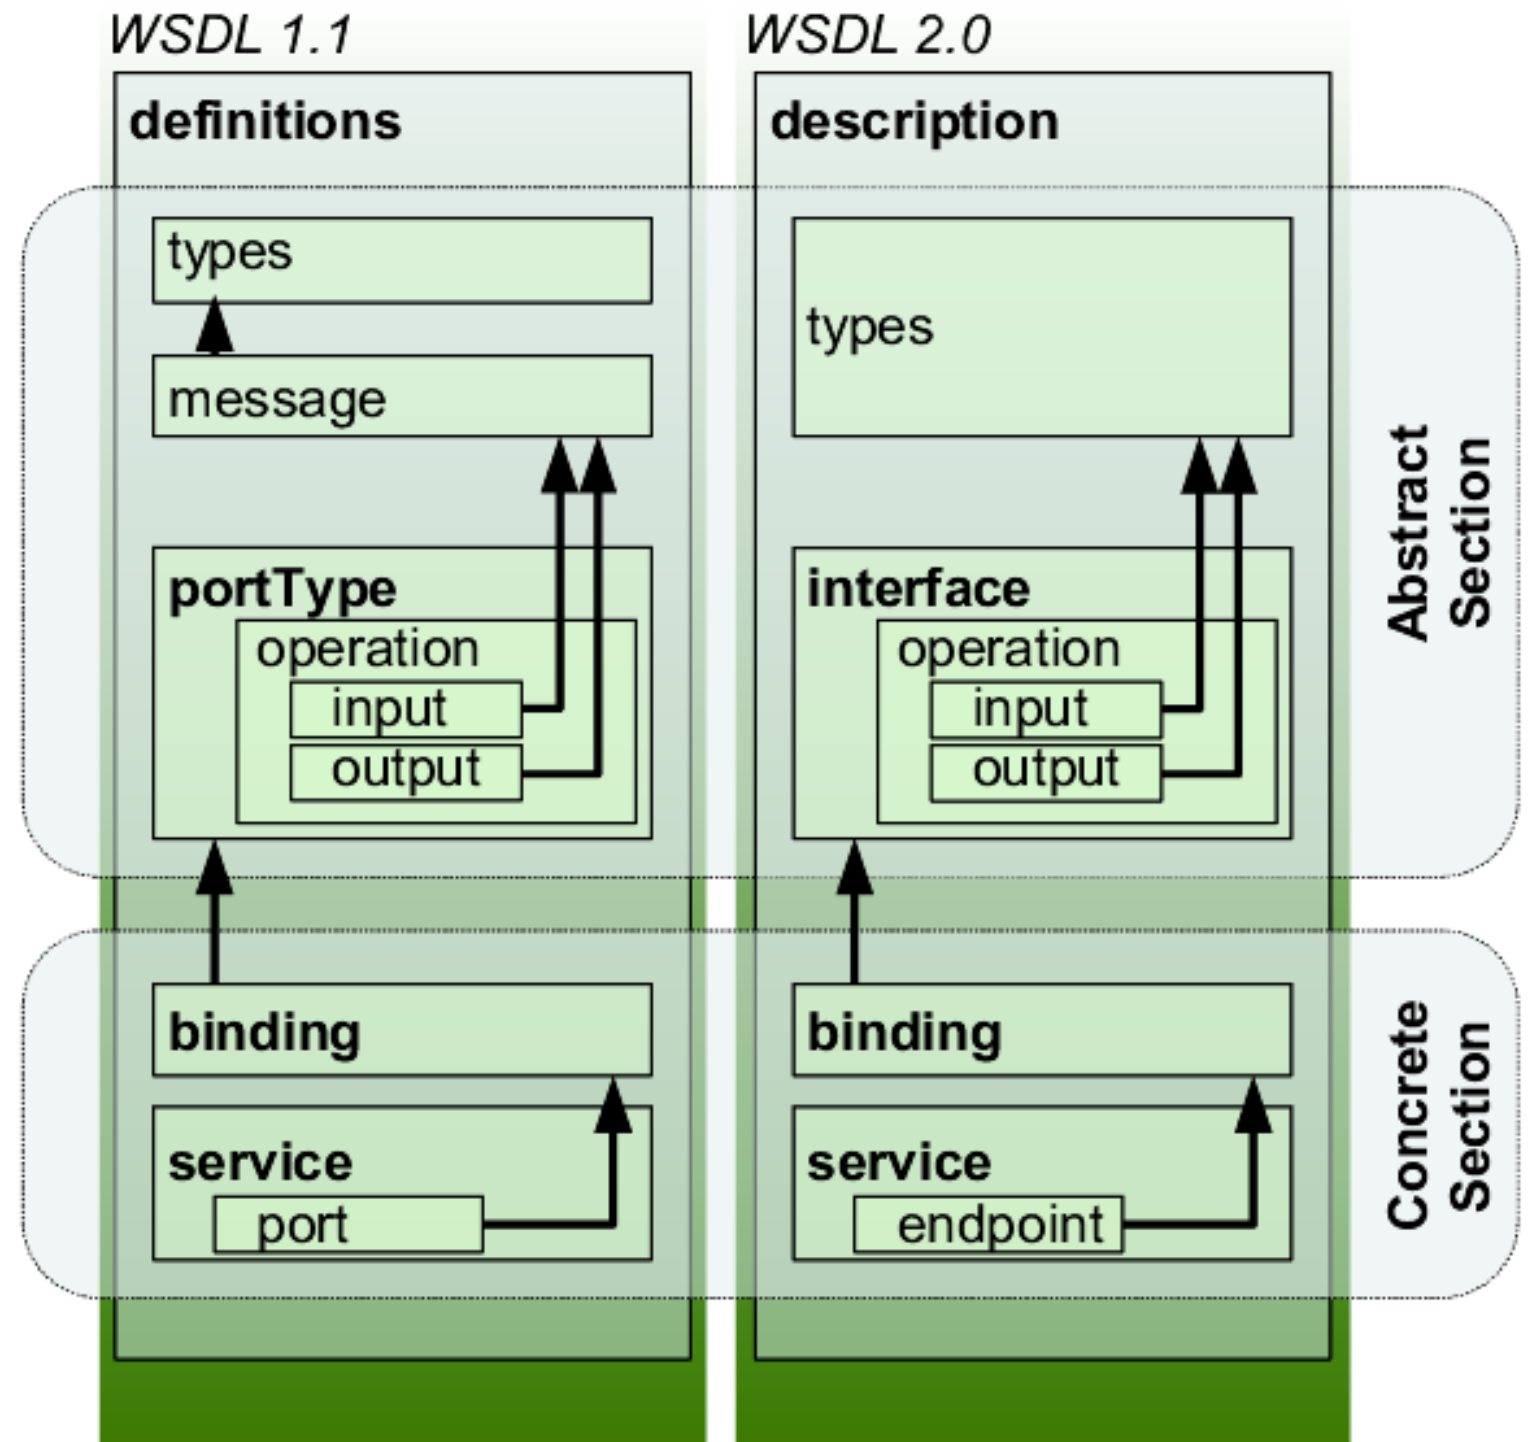 WSDL 1.1
definitions
types
message
portType
operation
input
output
binding
service
port
WSDL 2.0
description
types
interface
operation
input
output
binding
service
endpoint
Abstract
Section
Concrete
Section